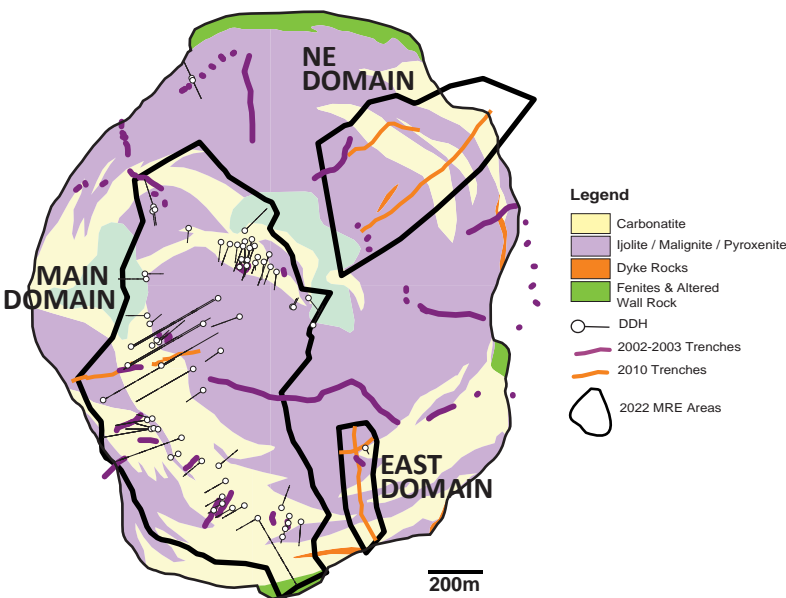 NE
DOMAIN
MAIN
DOMAIN
EAST
DOMAIN
200m
Legend
Carbonatite
Ijolite / Malignite / Pyroxenite
Dyke Rocks
Fenites & Altered
Wall Rock
DDH
2002-2003 Trenches
2010 Trenches
2022 MRE Areas